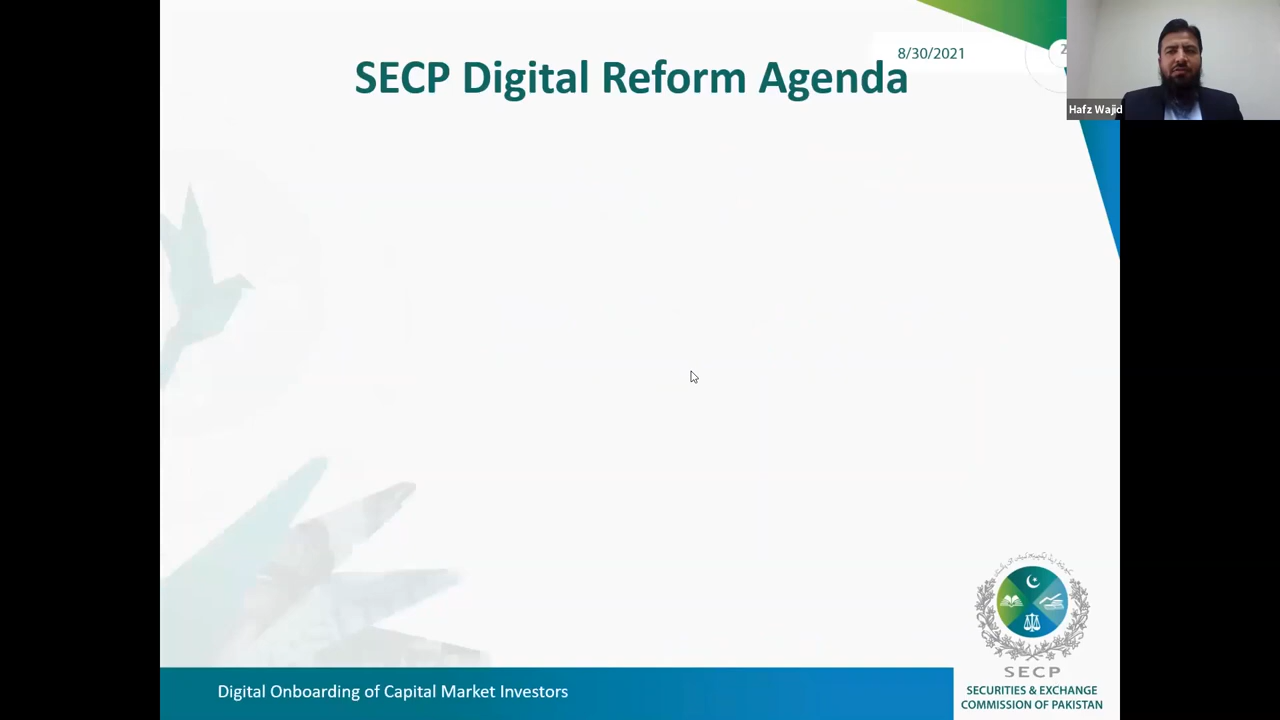 8/30/2021
SECP Digital Reform Agenda
Hafz Wajid
Digital Onboarding of Capital Market Investors
SECP
SECURITIES & EXCHANGE
COMMISSION OF PAKISTAN